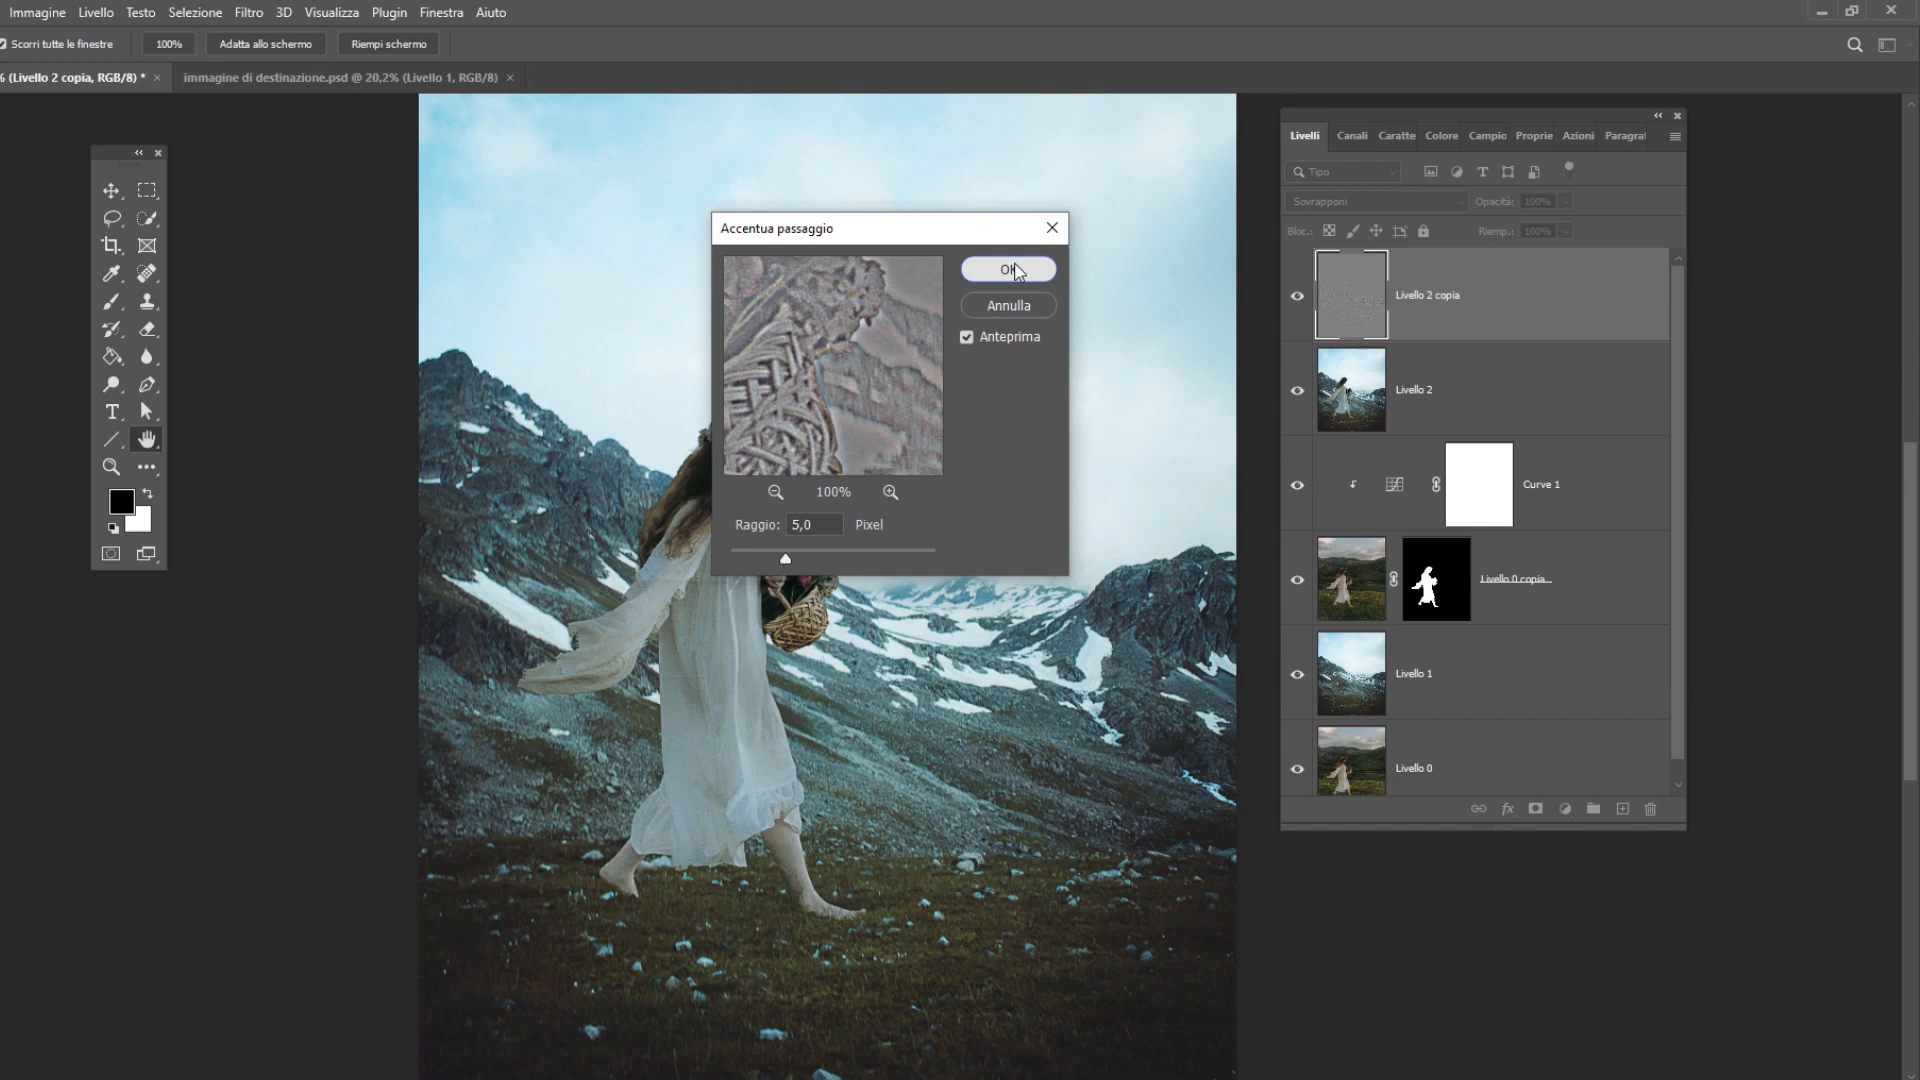 Immagine Livello Testo Selezione Filtro 3D Visualizza Plugin Finestra Aiuto
Scorri tutte le finestre 100% Adatta allo schermo Riempi schermo
% (Livello 2 copia, RGB/8) * immagine di destinazione.psd @ 20,2% (Livello 1, RGB/8)
Livelli Canali Caratte Colore Campio Proprie Azioni Paragraf
Tipo
Sovrapponi Opacità: 100%
Bloc.: Riemp.: 100%
Livello 2 copia
Livello 2
Curve 1
Livello 0 copia...
Livello 1
Livello 0
Accentua passaggio
OK
Annulla
Anteprima
100%
Raggio: 5,0 Pixel